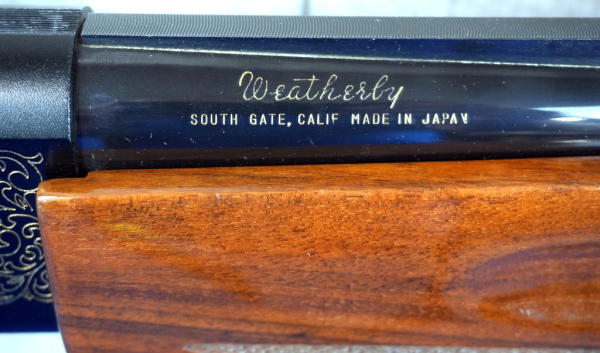 Weatherby
SOUTH GATE, CALIF MADE IN JAPAN